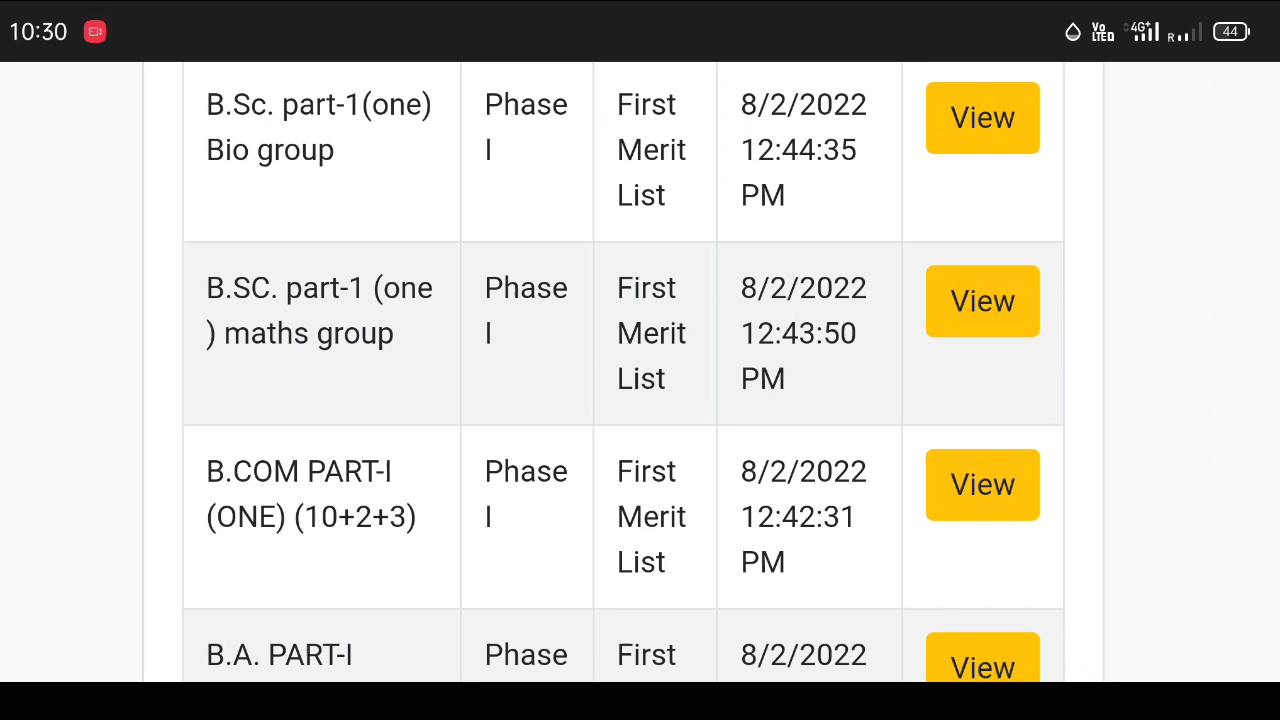 10:30 Vo LTE D 4G+ R 44
B.Sc. part-1(one) Phase First 8/2/2022 View
Bio group I Merit 12:44:35
List PM
B.SC. part-1 (one Phase First 8/2/2022 View
) maths group I Merit 12:43:50
List PM
B.COM PART-I Phase First 8/2/2022 View
(ONE) (10+2+3) I Merit 12:42:31
List PM
B.A. PART-I Phase First 8/2/2022 View